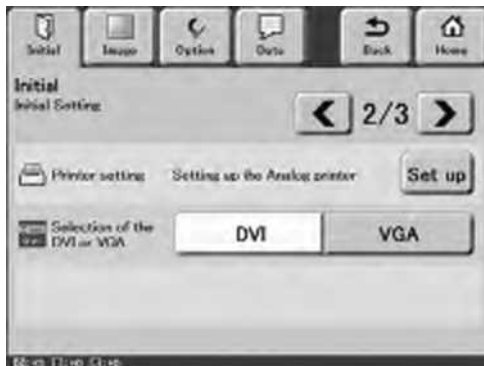 Initial Image Option Data Back Home
Initial
Initial Setting
2/3
Printer setting Setting up the Analog printer Set up
Selection of the
DVI or VGA DVI VGA